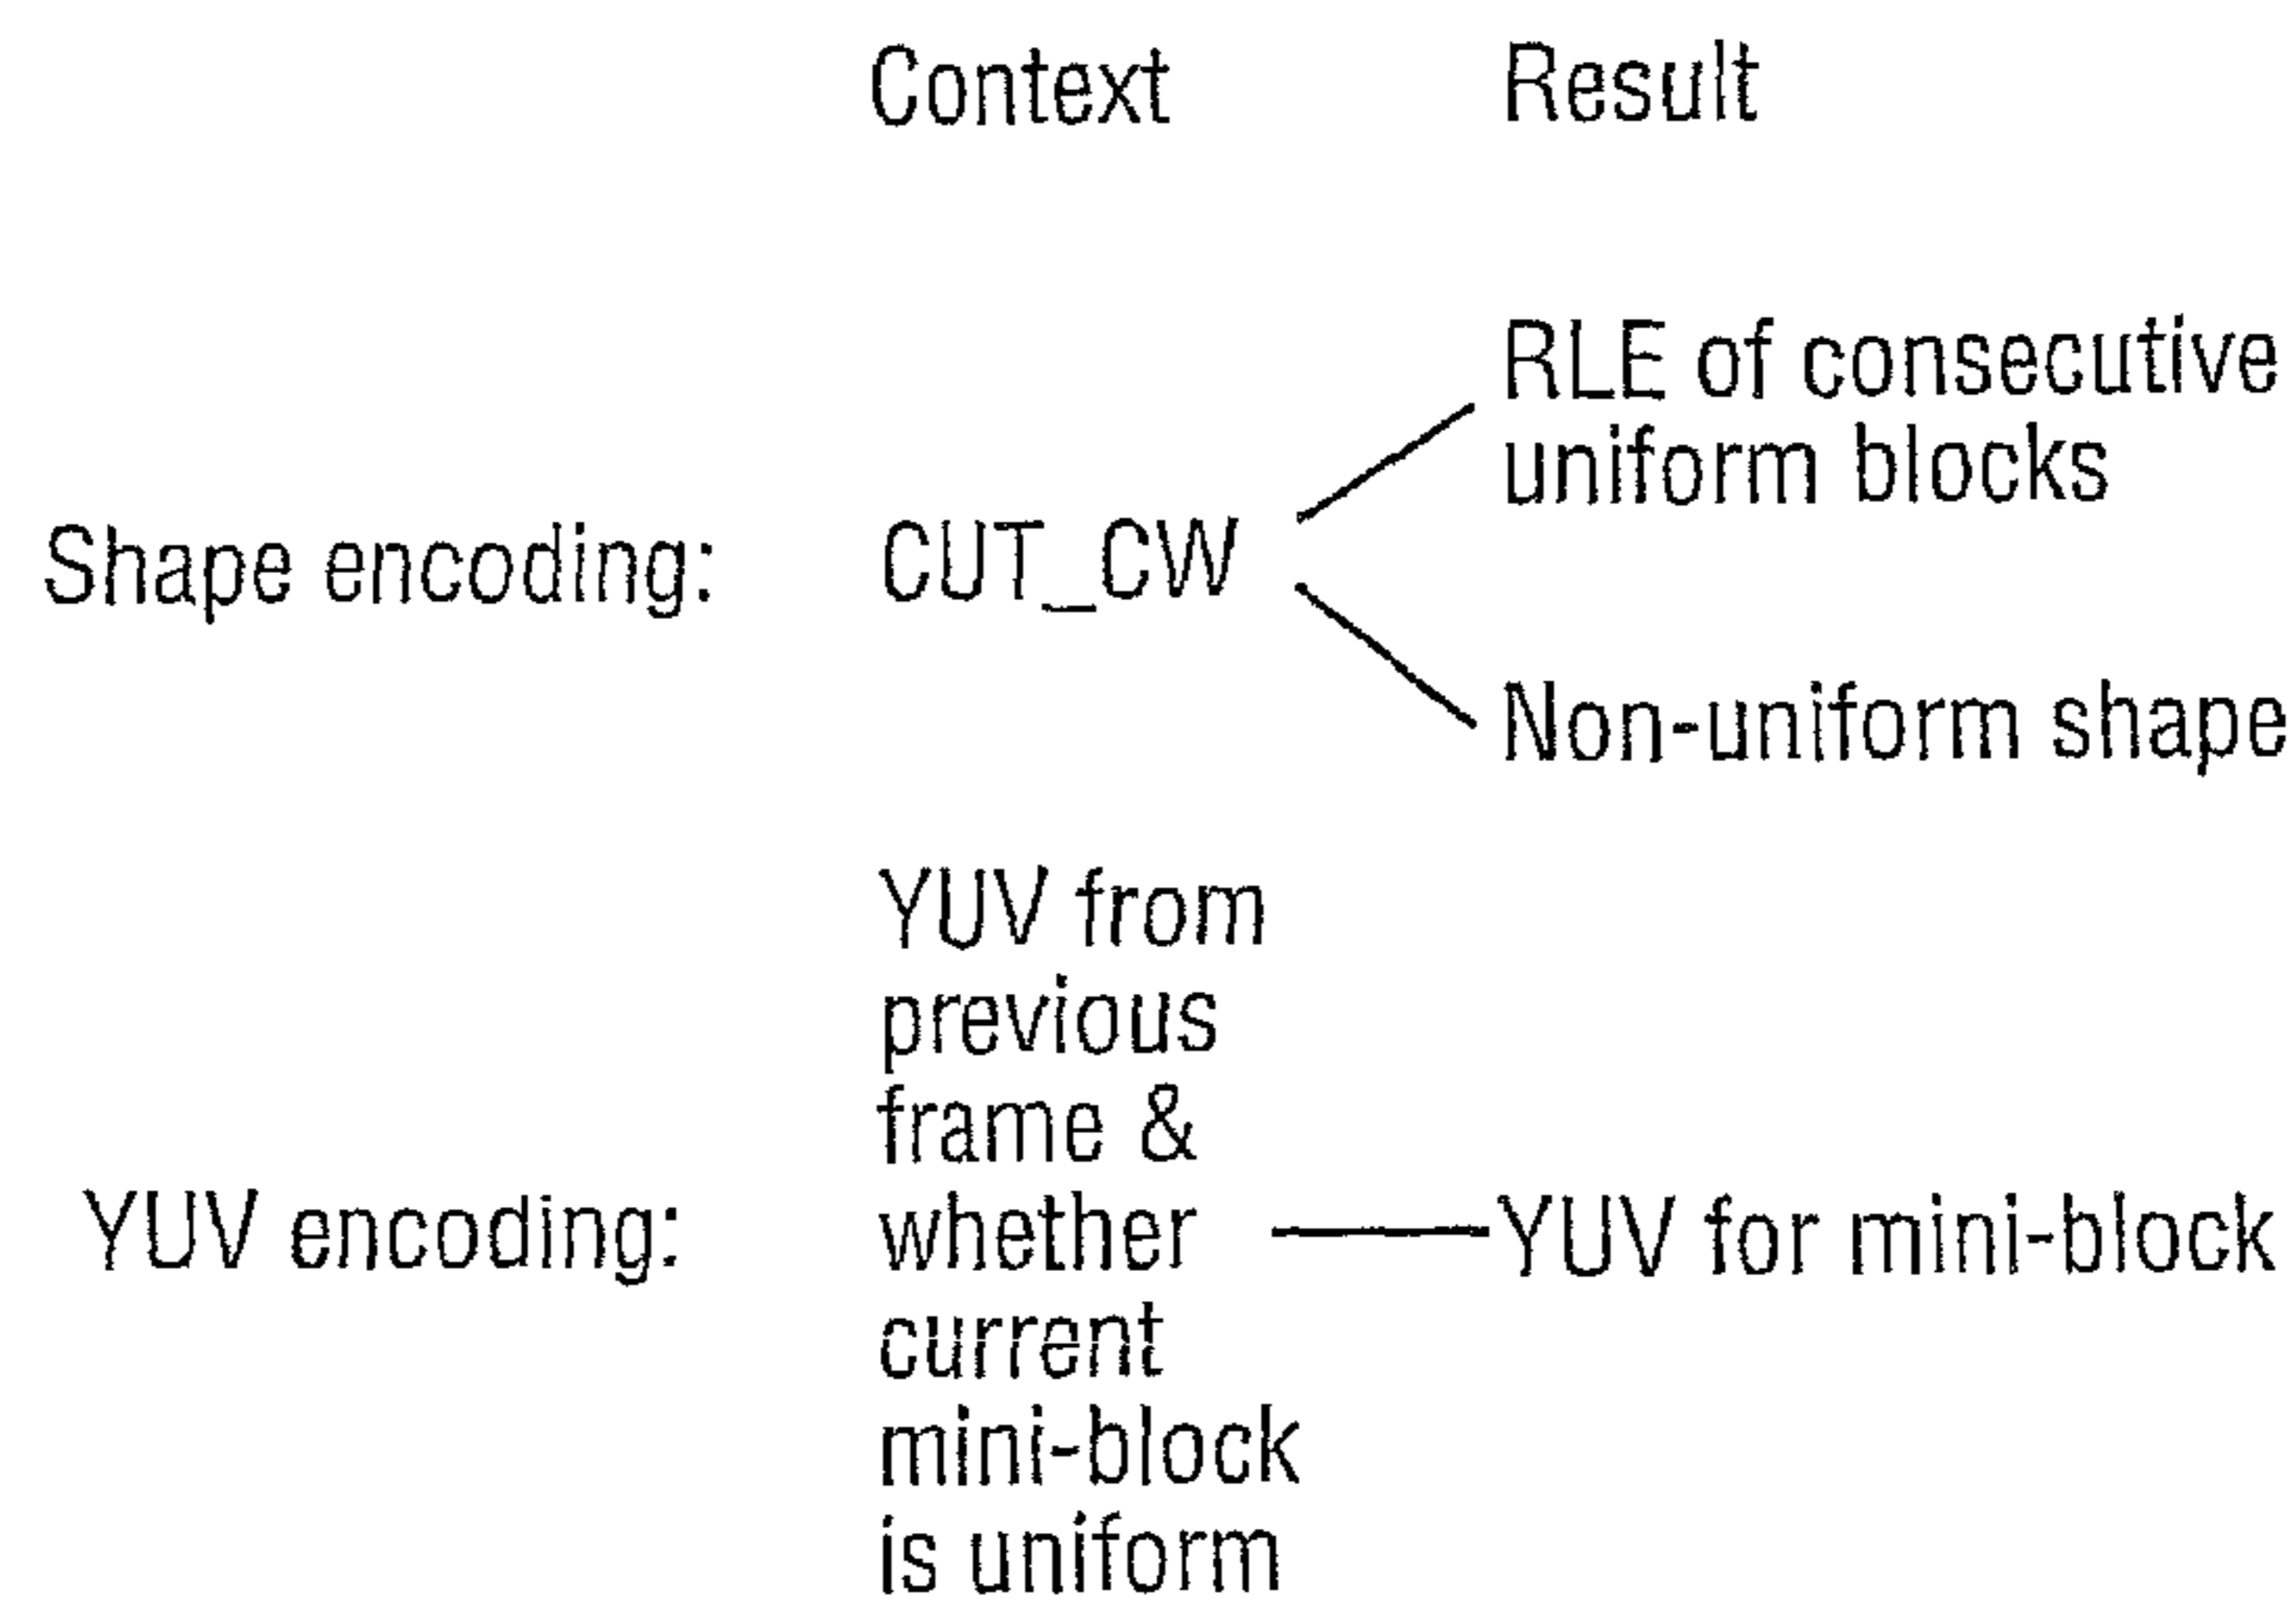 Context Result
RLE of consecutive
uniform blocks
Shape encoding: CUT_CW
Non-uniform shape
YUV from
previous
frame &
YUV encoding: whether YUV for mini-block
current
mini-block
is uniform